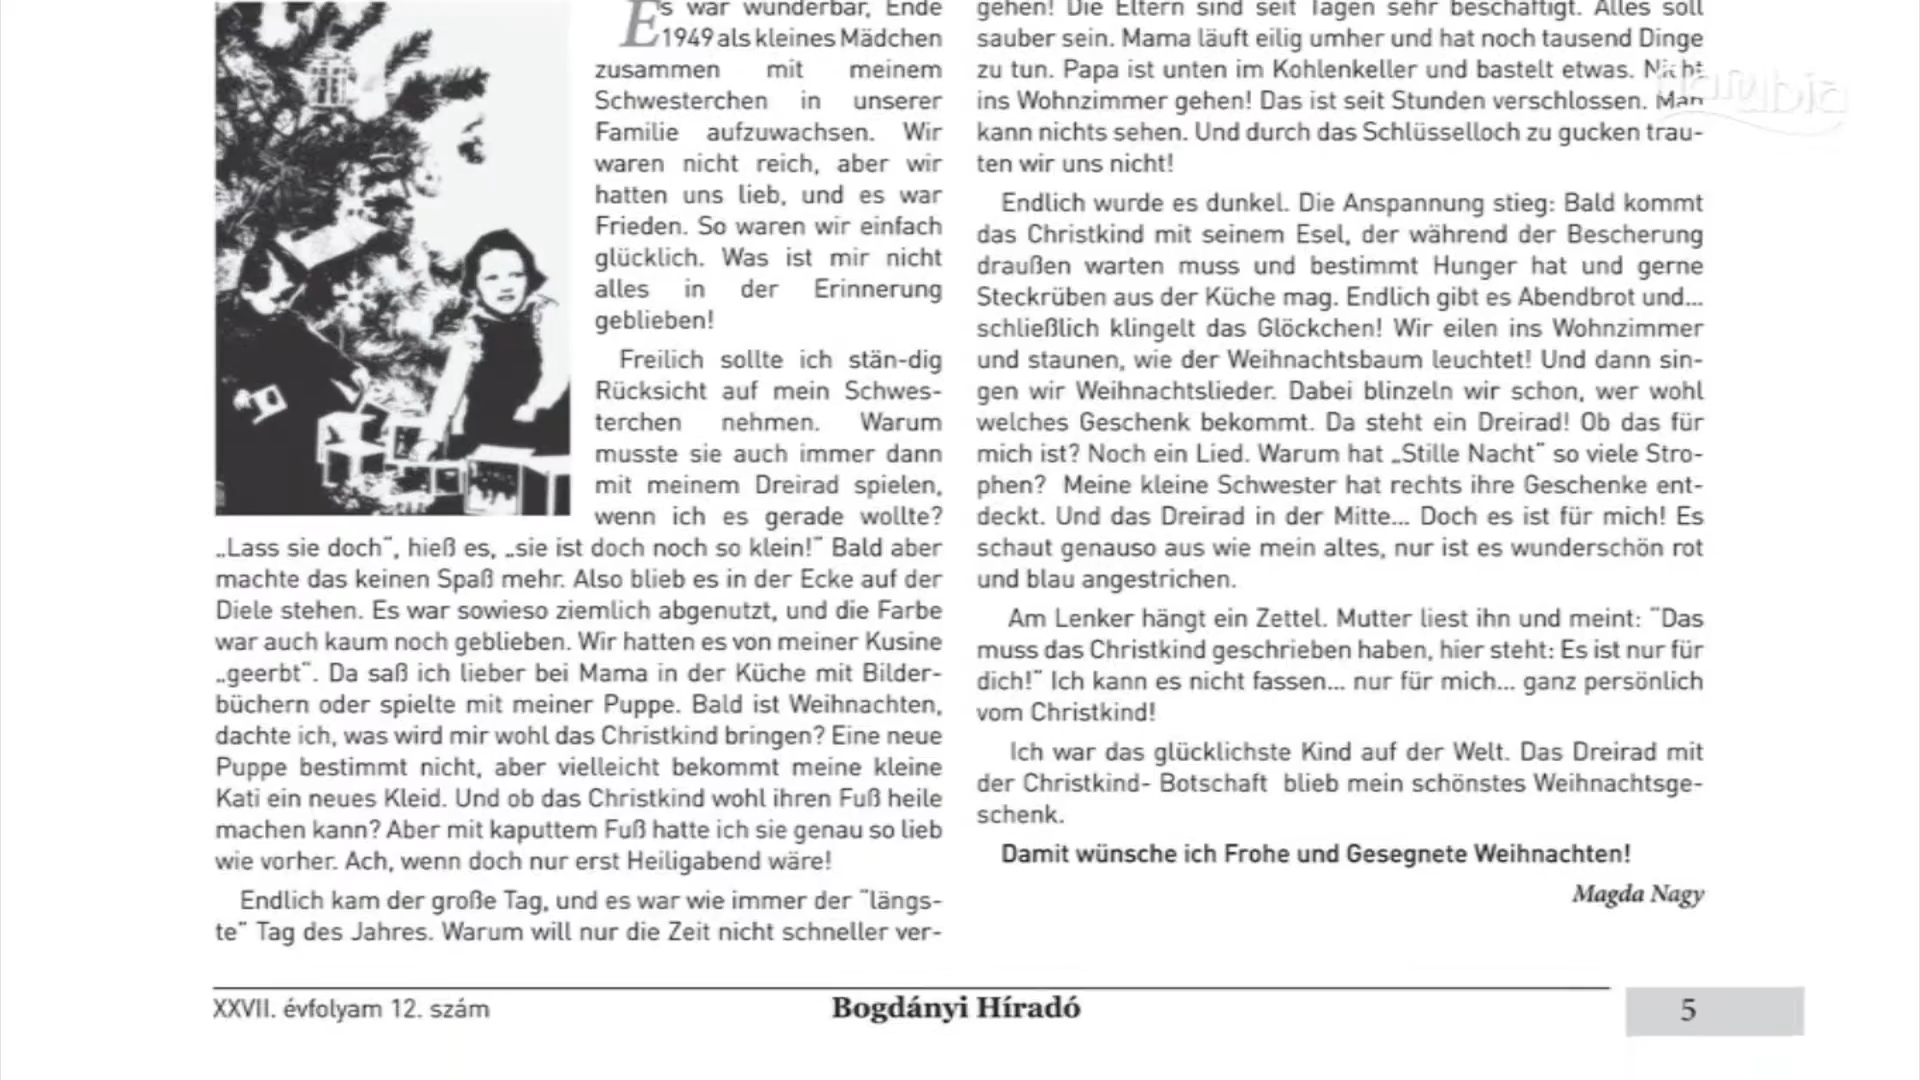 Es war wunderbar, Ende
1949 als kleines Mädchen
zusammen mit meinem
Schwesterchen in unserer
Familie aufzuwachsen. Wir
waren nicht reich, aber wir
hatten uns lieb, und es war
Frieden. So waren wir einfach
glücklich. Was ist mir nicht
alles in der Erinnerung
geblieben!
Freilich sollte ich stän-dig
Rücksicht auf mein Schwes-
terchen nehmen. Warum
musste sie auch immer dann
mit meinem Dreirad spielen,
wenn ich es gerade wollte?
„Lass sie doch“, hieß es, „sie ist doch noch so klein!“ Bald aber
machte das keinen Spaß mehr. Also blieb es in der Ecke auf der
Diele stehen. Es war sowieso ziemlich abgenutzt, und die Farbe
war auch kaum noch geblieben. Wir hatten es von meiner Kusine
„geerbt“. Da saß ich lieber bei Mama in der Küche mit Bilder-
büchern oder spielte mit meiner Puppe. Bald ist Weihnachten,
dachte ich, was wird mir wohl das Christkind bringen? Eine neue
Puppe bestimmt nicht, aber vielleicht bekommt meine kleine
Kati ein neues Kleid. Und ob das Christkind wohl ihren Fuß heile
machen kann? Aber mit kaputtem Fuß hatte ich sie genau so lieb
wie vorher. Ach, wenn doch nur erst Heiligabend wäre!
Endlich kam der große Tag, und es war wie immer der “längs-
te“ Tag des Jahres. Warum will nur die Zeit nicht schneller ver-
gehen! Die Eltern sind seit Tagen sehr beschäftigt. Alles soll
sauber sein. Mama läuft eilig umher und hat noch tausend Dinge
zu tun. Papa ist unten im Kohlenkeller und bastelt etwas. Nicht
ins Wohnzimmer gehen! Das ist seit Stunden verschlossen. Man
kann nichts sehen. Und durch das Schlüsselloch zu gucken trau-
ten wir uns nicht!
Endlich wurde es dunkel. Die Anspannung stieg: Bald kommt
das Christkind mit seinem Esel, der während der Bescherung
draußen warten muss und bestimmt Hunger hat und gerne
Steckrüben aus der Küche mag. Endlich gibt es Abendbrot und...
schließlich klingelt das Glöckchen! Wir eilen ins Wohnzimmer
und staunen, wie der Weihnachtsbaum leuchtet! Und dann sin-
gen wir Weihnachtslieder. Dabei blinzeln wir schon, wer wohl
welches Geschenk bekommt. Da steht ein Dreirad! Ob das für
mich ist? Noch ein Lied. Warum hat „Stille Nacht“ so viele Stro-
phen? Meine kleine Schwester hat rechts ihre Geschenke ent-
deckt. Und das Dreirad in der Mitte... Doch es ist für mich! Es
schaut genauso aus wie mein altes, nur ist es wunderschön rot
und blau angestrichen.
Am Lenker hängt ein Zettel. Mutter liest ihn und meint: “Das
muss das Christkind geschrieben haben, hier steht: Es ist nur für
dich!“ Ich kann es nicht fassen... nur für mich... ganz persönlich
vom Christkind!
Ich war das glücklichste Kind auf der Welt. Das Dreirad mit
der Christkind- Botschaft blieb mein schönstes Weihnachtsge-
schenk.
Damit wünsche ich Frohe und Gesegnete Weihnachten!
Magda Nagy
XXVII. évfolyam 12. szám
Bogdányi Híradó
5